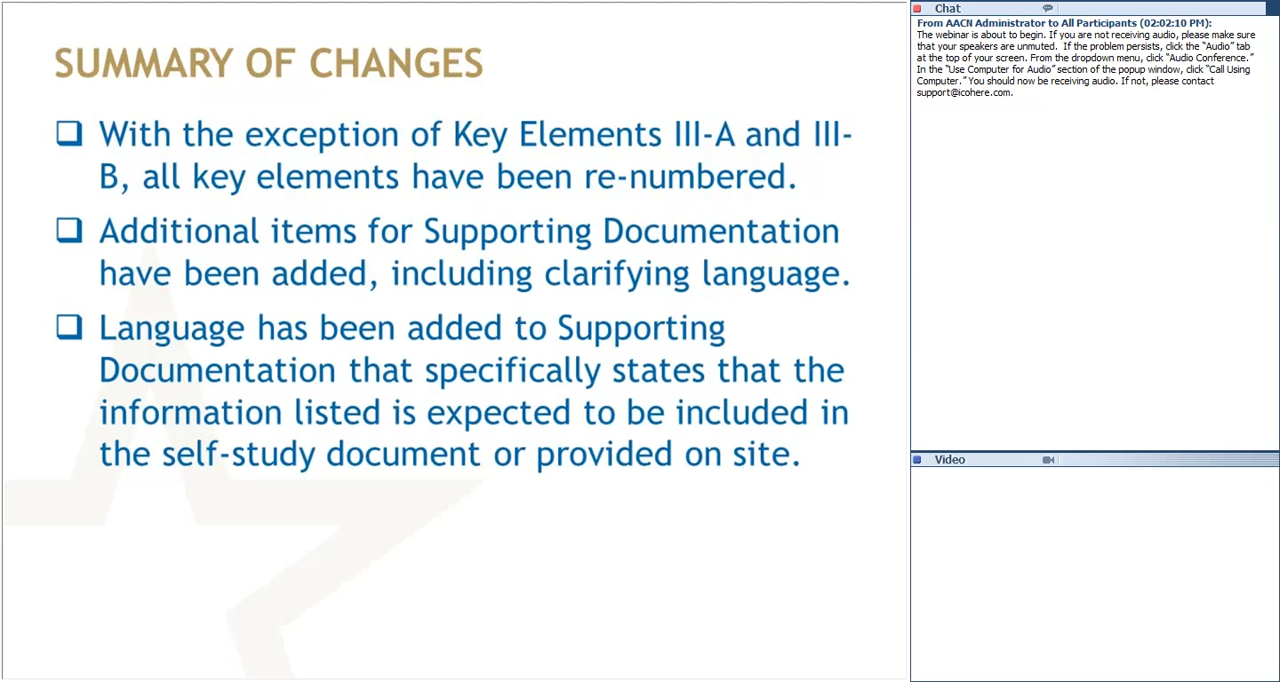 SUMMARY OF CHANGES
With the exception of Key Elements III-A and III-
B, all key elements have been re-numbered.
Additional items for Supporting Documentation
have been added, including clarifying language.
Language has been added to Supporting
Documentation that specifically states that the
information listed is expected to be included in
the self-study document or provided on site.
Chat
From AACN Administrator to All Participants (02:02:10 PM):
The webinar is about to begin. If you are not receiving audio, please make sure
that your speakers are unmuted.  If the problem persists, click the “Audio” tab
at the top of your screen. From the dropdown menu, click “Audio Conference.”
In the “Use Computer for Audio” section of the popup window, click “Call Using
Computer.” You should now be receiving audio. If not, please contact
support@icohere.com.
Video